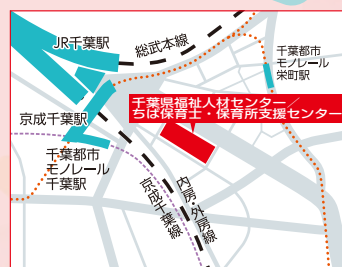 JR千葉駅
総武本線
千葉都市
モノレール
栄町駅
千葉県福祉人材センター／
ちば保育士・保育所支援センター
京成千葉駅
千葉都市
モノレール
千葉駅
京成千葉線
内房・外房線